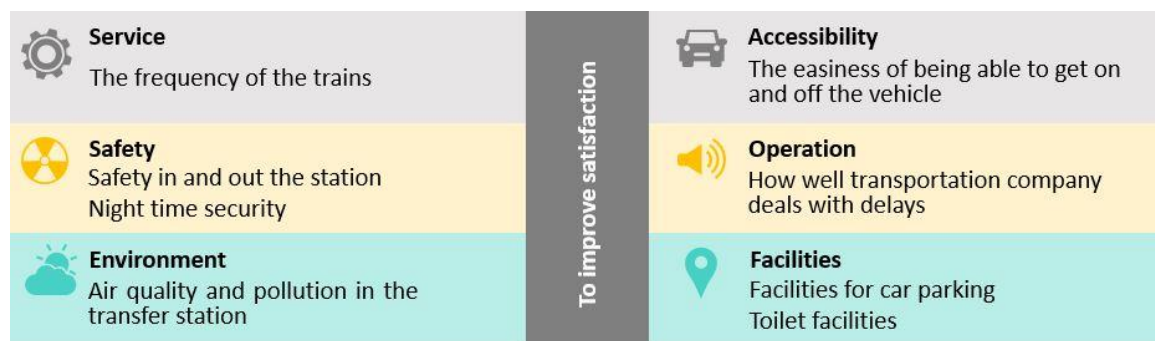 Service
The frequency of the trains
Safety
Safety in and out the station
Night time security
Environment
Air quality and pollution in the
transfer station
To improve satisfaction
Accessibility
The easiness of being able to get on
and off the vehicle
Operation
How well transportation company
deals with delays
Facilities
Facilities for car parking
Toilet facilities